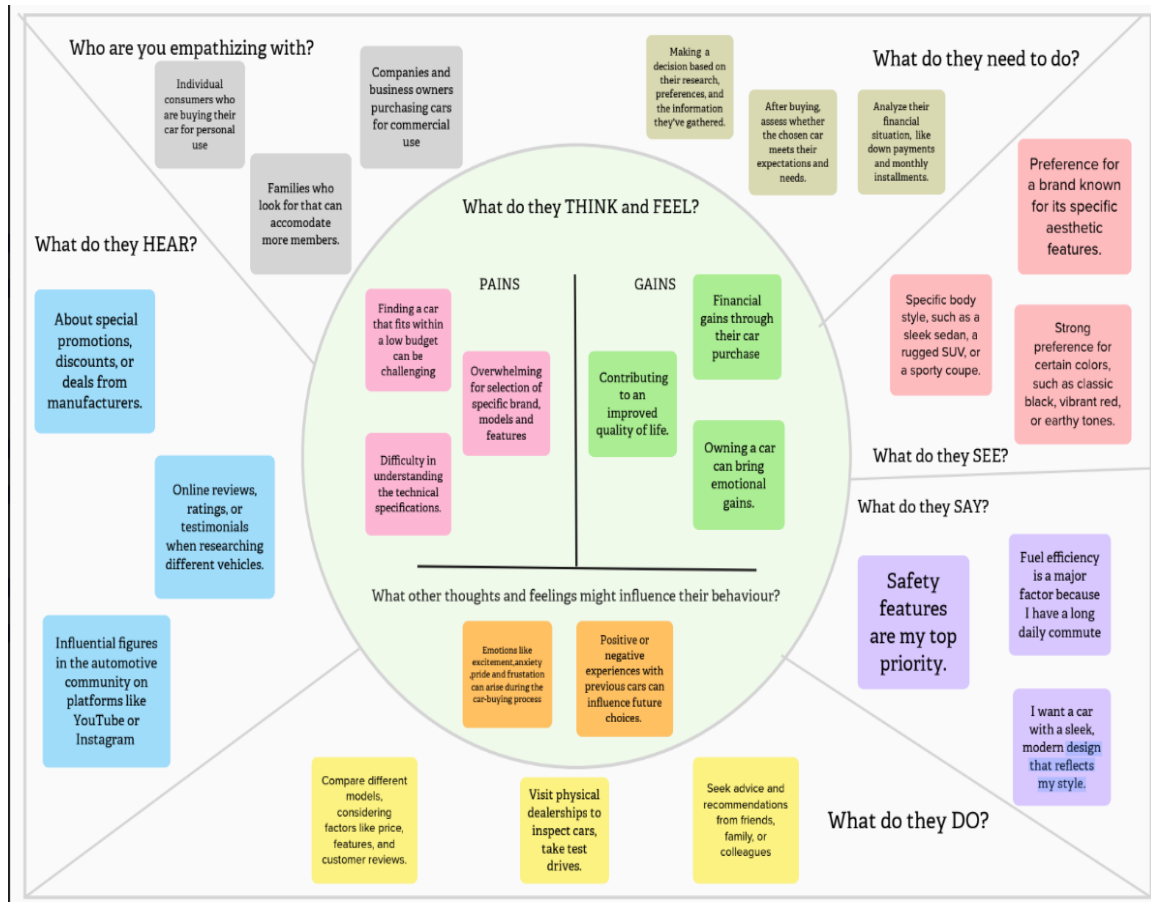 Who are you empathizing with?
Individual
consumers who
are buying their
car for personal
use
Companies and
business owners
purchasing cars
for commercial
use
Families who
look for that can
accomodate
more members.
What do they need to do?
Making a
decision based on
their research,
preferences, and
the information
they've gathered.
After buying,
assess whether
the chosen car
meets their
expectations and
needs.
Analyze their
financial
situation, like
down payments
and monthly
installments.
What do they HEAR?
About special
promotions,
discounts, or
deals from
manufacturers.
Online reviews,
ratings, or
testimonials
when researching
different vehicles.
Influential figures
in the automotive
community on
platforms like
YouTube or
Instagram
What do they THINK and FEEL?
PAINS
Finding a car
that fits within
a low budget
can be
challenging
Overwhelming
for selection of
specific brand,
models and
features
Difficulty in
understanding
the technical
specifications.
GAINS
Financial
gains through
their car
purchase
Contributing
to an
improved
quality of life.
Owning a car
can bring
emotional
gains.
What other thoughts and feelings might influence their behaviour?
Emotions like
excitement,anxiety
,pride and frustation
can arise during the
car-buying process
Positive or
negative
experiences with
previous cars can
influence future
choices.
Preference for
a brand known
for its specific
aesthetic
features.
Specific body
style, such as a
sleek sedan, a
rugged SUV, or
a sporty coupe.
Strong
preference for
certain colors,
such as classic
black, vibrant red,
or earthy tones.
What do they SEE?
What do they SAY?
Safety
features
are my top
priority.
Fuel efficiency
is a major
factor because
I have a long
daily commute
I want a car
with a sleek,
modern design
that reflects
my style.
Compare different
models,
considering
factors like price,
features, and
customer reviews.
Visit physical
dealerships to
inspect cars,
take test
drives.
Seek advice and
recommendations
from friends,
family, or
colleagues
What do they DO?